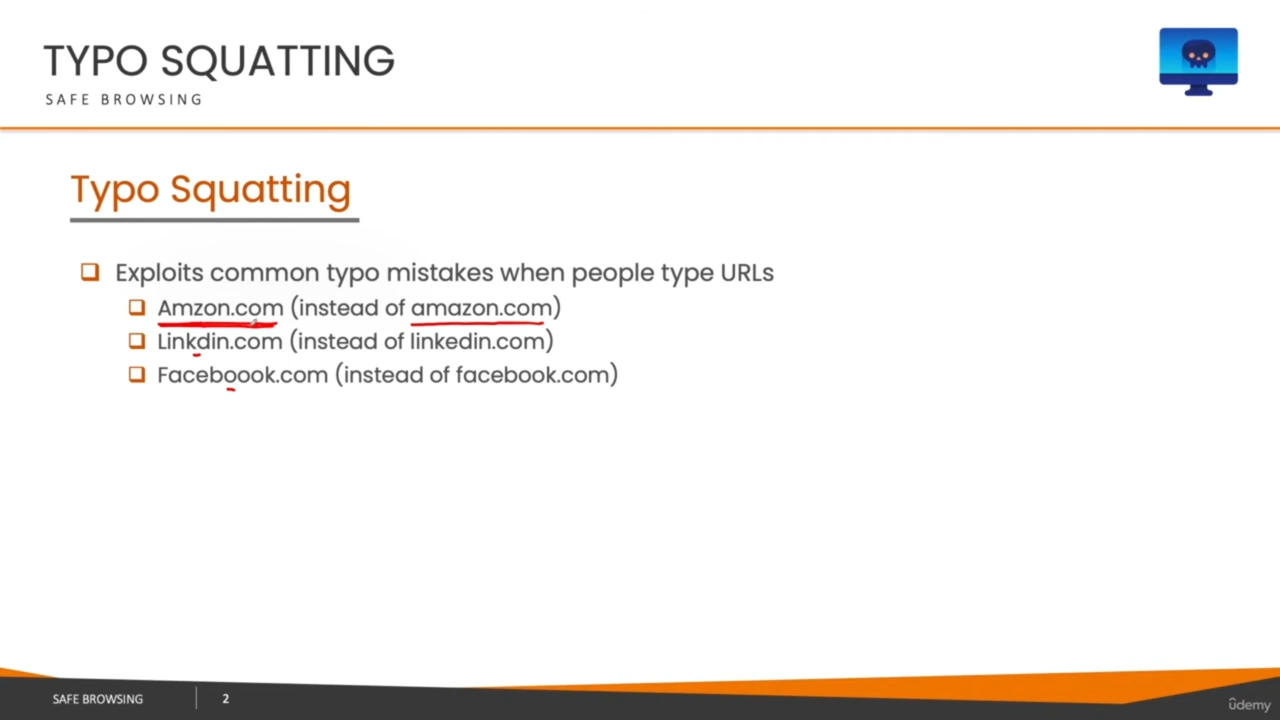 TYPO SQUATTING
SAFE BROWSING
Typo Squatting
Exploits common typo mistakes when people type URLs
Amzon.com (instead of amazon.com)
Linkdin.com (instead of linkedin.com)
Faceboook.com (instead of facebook.com)
SAFE BROWSING
2
udemy